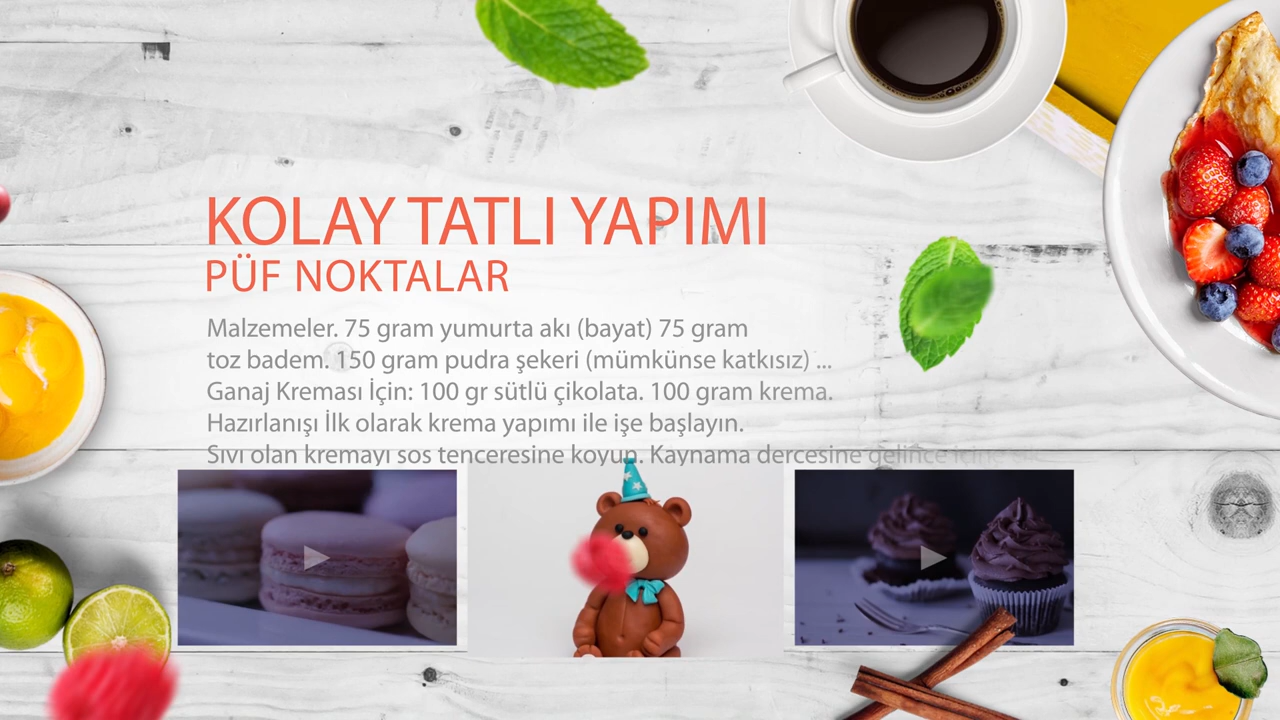 KOLAY TATLI YAPIMI
PÜF NOKTALAR
Malzemeler. 75 gram yumurta akı (bayat) 75 gram
toz badem. 150 gram pudra şekeri (mümkünse katkısız) ...
Ganaj Kreması İçin: 100 gr sütlü çikolata. 100 gram krema.
Hazırlanışı İlk olarak krema yapımı ile işe başlayın.
Sıvı olan kremayı sos tenceresine koyun. Kaynama dercesine gelince içine